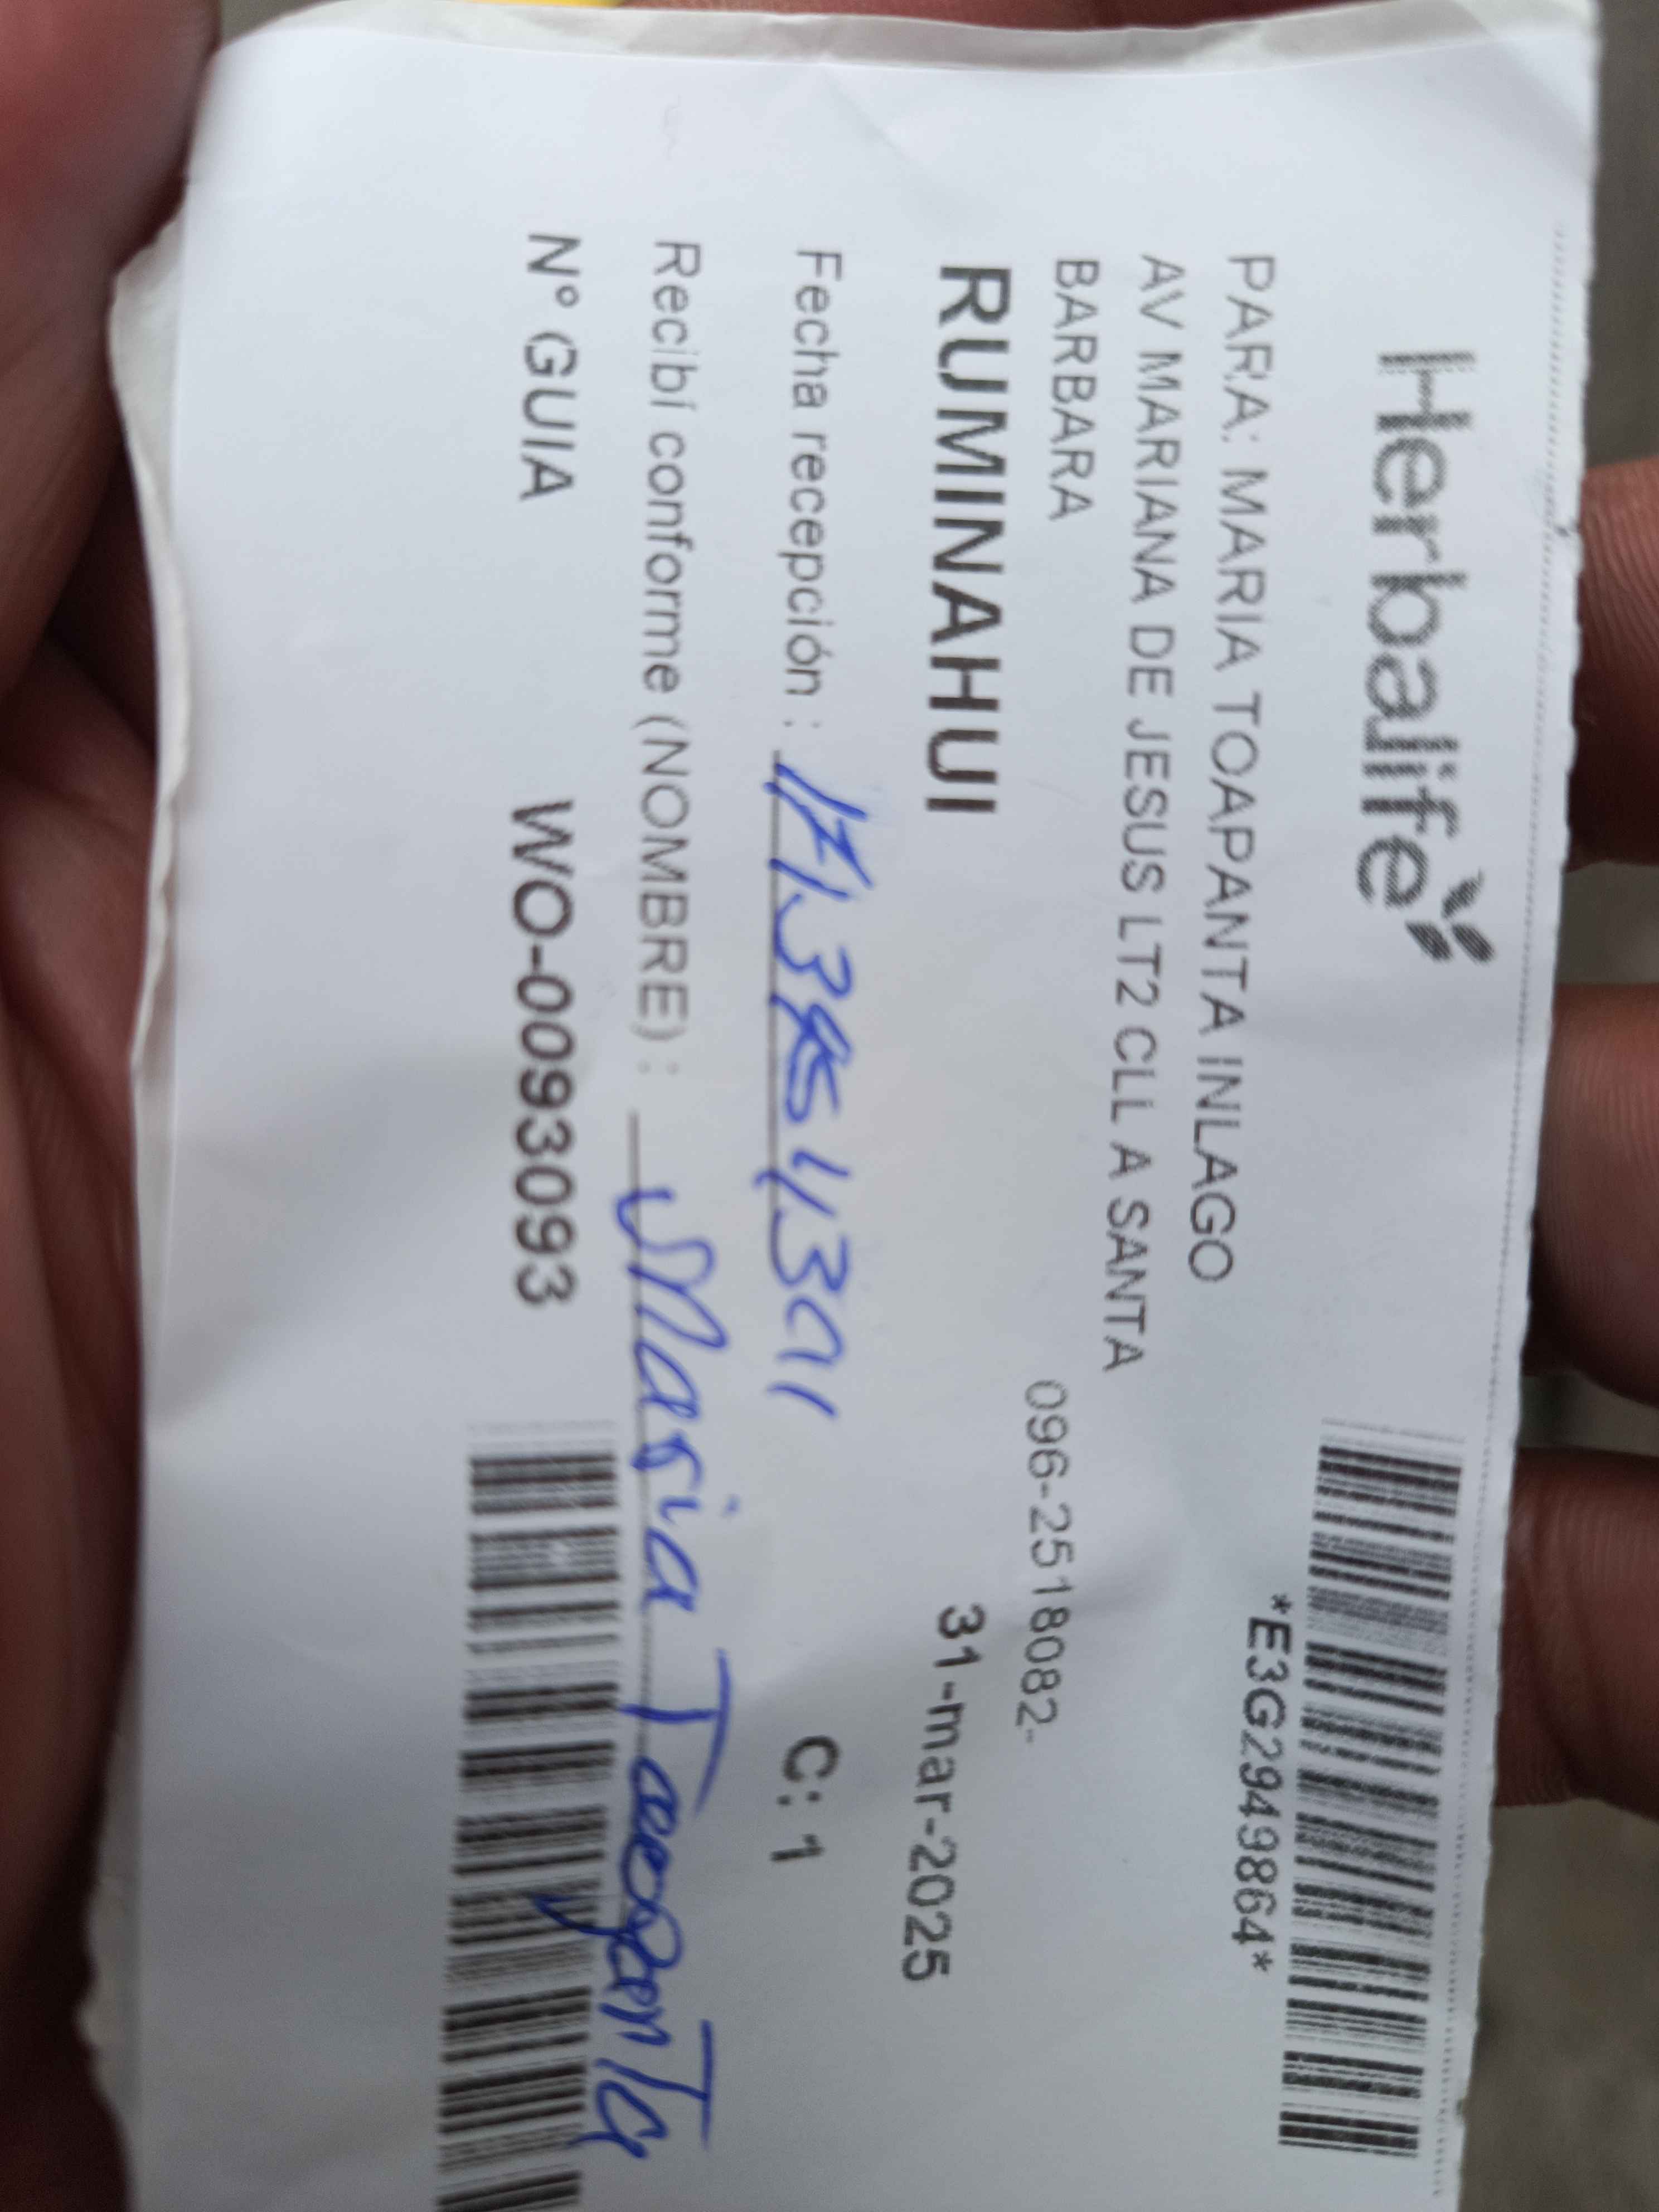 Herbalife
*E3G2949864*
PARA: MARIA TOAPANTA INLAGO
AV MARIANA DE JESUS LT2 CLL A SANTA
BARBARA
096-2518082-
RUMINAHUI
31-mar-2025
Fecha recepción :
C: 1
Recibí conforme (NOMBRE) : Maria Toapanta
N° GUIA WO-00930093